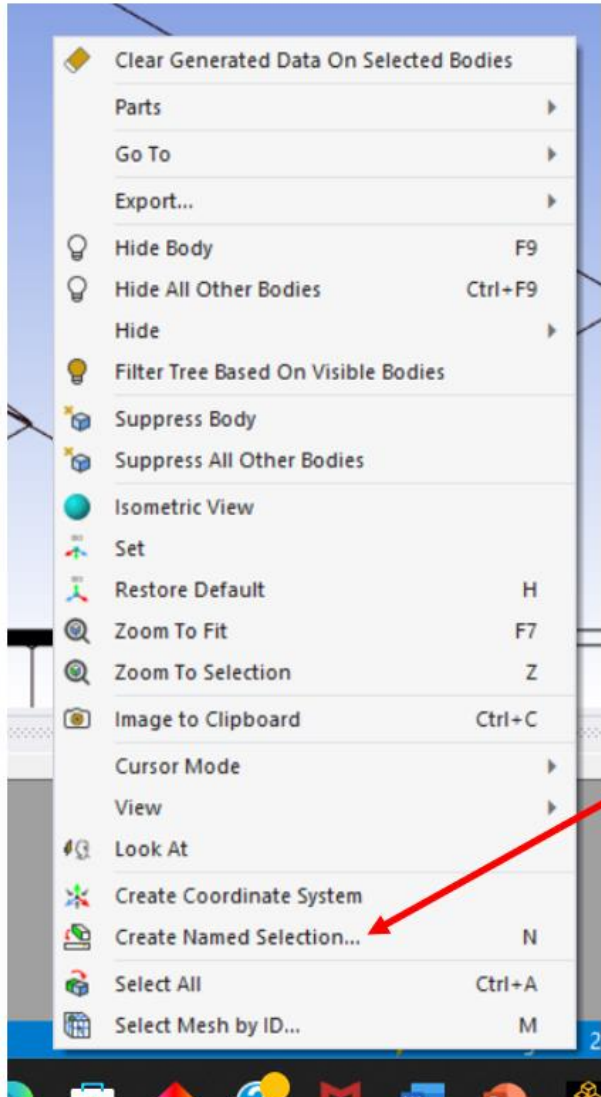 Clear Generated Data On Selected Bodies
Parts
Go To
Export...
Hide Body F9
Hide All Other Bodies Ctrl+F9
Hide
Filter Tree Based On Visible Bodies
Suppress Body
Suppress All Other Bodies
Isometric View
Set
Restore Default H
Zoom To Fit F7
Zoom To Selection Z
Image to Clipboard Ctrl+C
Cursor Mode
View
Look At
Create Coordinate System
Create Named Selection... N
Select All Ctrl+A
Select Mesh by ID... M
2